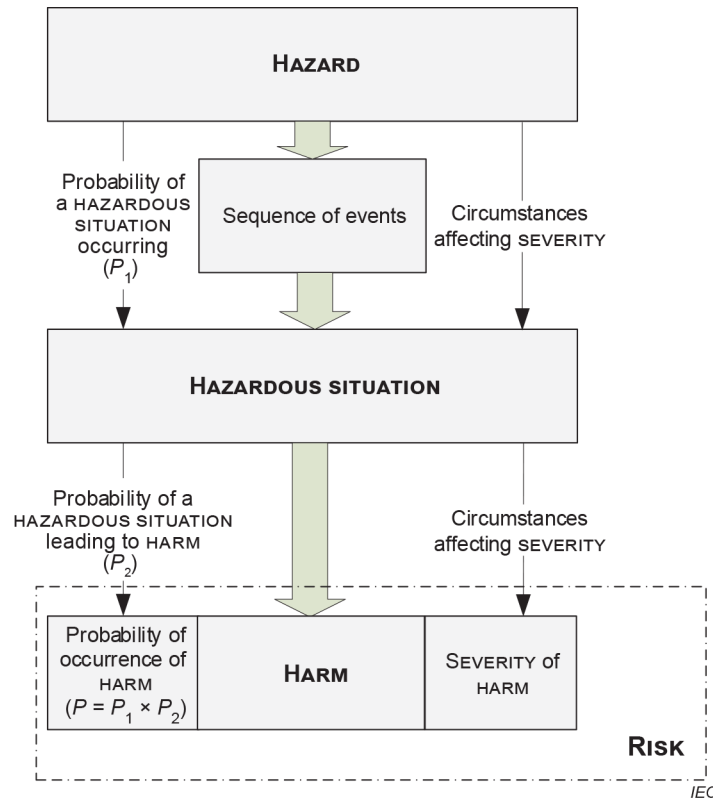 HAZARD
Probability of
a HAZARDOUS
SITUATION
occurring
(P1)
Sequence of events
Circumstances
affecting SEVERITY
HAZARDOUS SITUATION
Probability of a
HAZARDOUS SITUATION
leading to HARM
(P2)
Circumstances
affecting SEVERITY
Probability of
occurrence of
HARM
(P = P1 × P2)
HARM
SEVERITY of
HARM
RISK
IEC